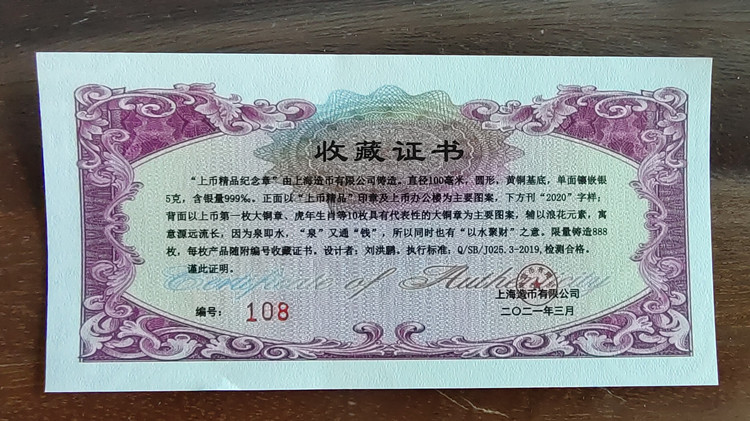 收藏证书
“上币精品纪念章”由上海造币有限公司铸造。直径100毫米，圆形，黄铜基底，单面镶嵌银
5克，含银量999‰。正面以“上币精品”印章及上币办公楼为主要图案，下方刊“2020”字样；
背面以上币第一枚大铜章、虎年生肖等10枚具有代表性的大铜章为主要图案，辅以浪花元素，寓
意源远流长，因为泉即水，“泉”又通“钱”，所以同时也有“以水聚财”之意。限量铸造888
枚，每枚产品随附编号收藏证书。设计者：刘洪鹏。执行标准：Q/SB/J025.3-2019，检测合格。
谨此证明。
Certificate of Authenticity
上海造币有限公司
编号： 108
二〇二一年三月